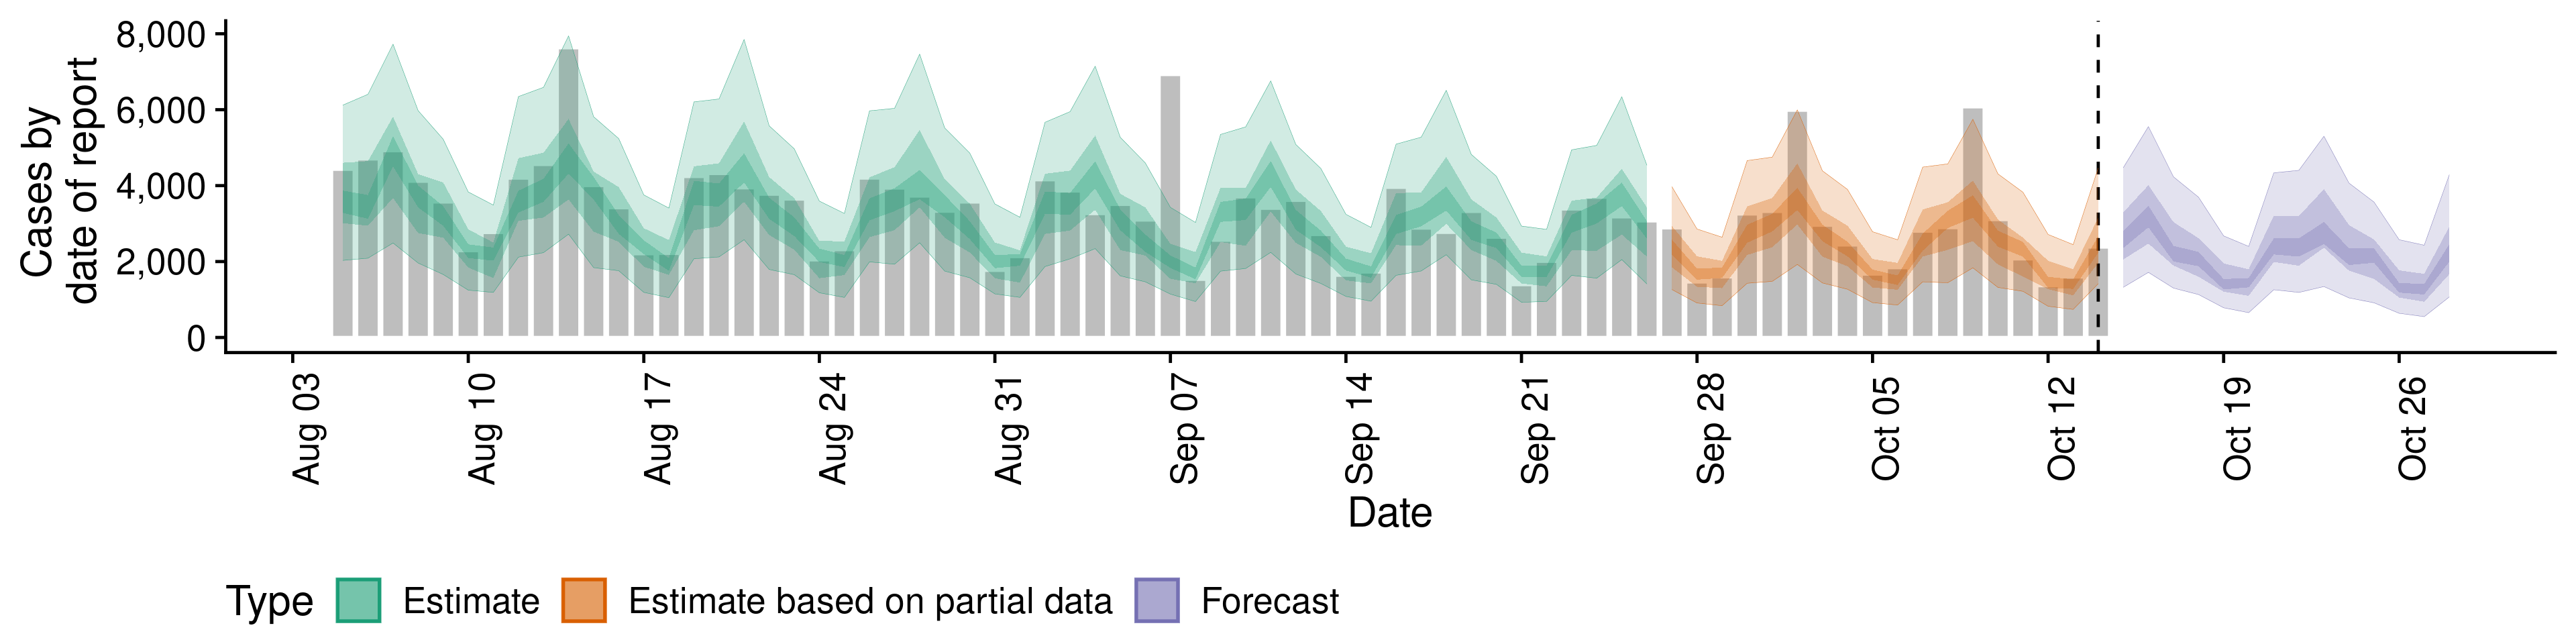 Cases by
date of report
8,000
6,000
4,000
2,000
0
Aug 03
Aug 10
Aug 17
Aug 24
Aug 31
Sep 07
Sep 14
Sep 21
Sep 28
Oct 05
Oct 12
Oct 19
Oct 26
Date
Type Estimate Estimate based on partial data Forecast